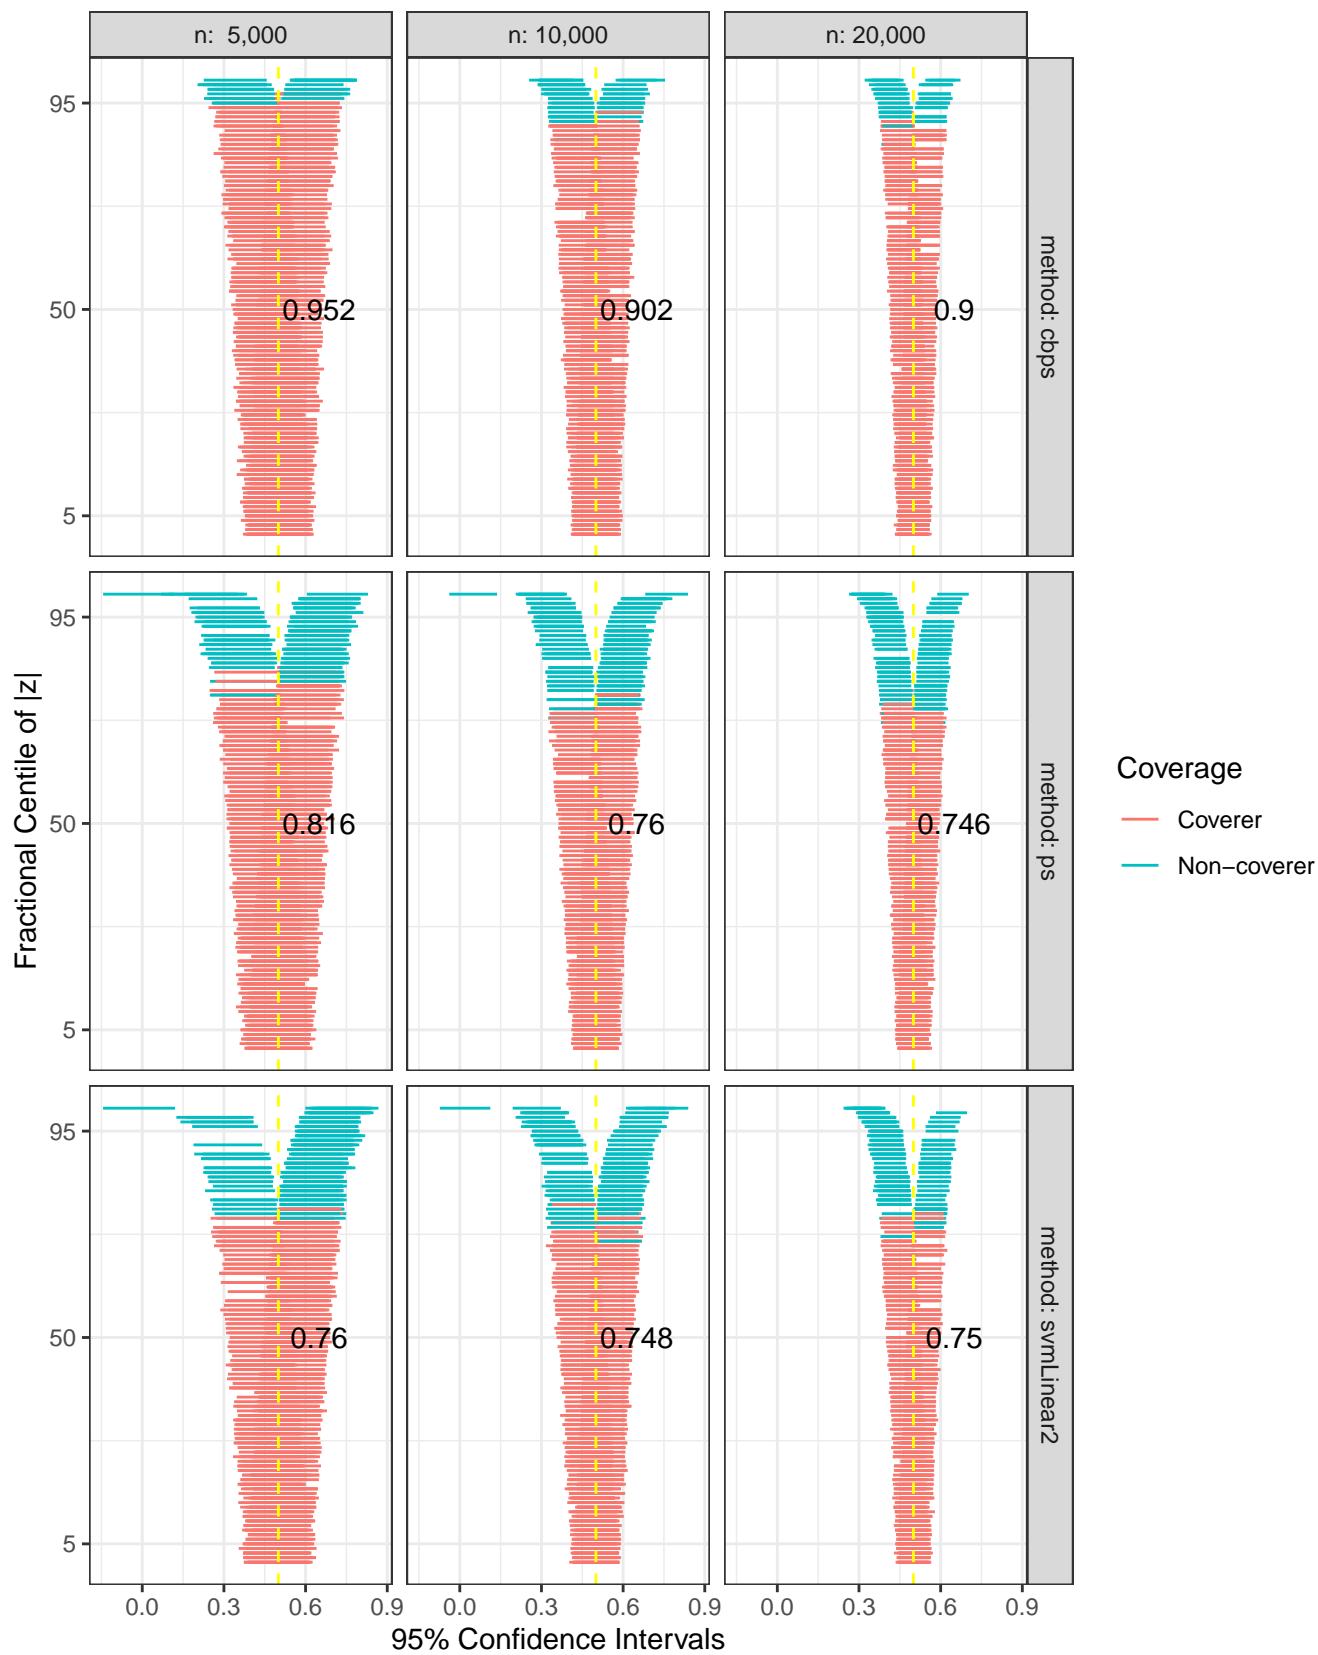 n:  5,000
n: 10,000
n: 20,000
95
50
5
0.952
0.902
0.9
method: cbps
95
50
5
0.816
0.76
0.746
method: ps
95
50
5
0.76
0.748
0.75
method: svmLinear2
Fractional Centile of |z|
0.0 0.3 0.6 0.9
0.0 0.3 0.6 0.9
0.0 0.3 0.6 0.9
95% Confidence Intervals
Coverage
Coverer
Non−coverer